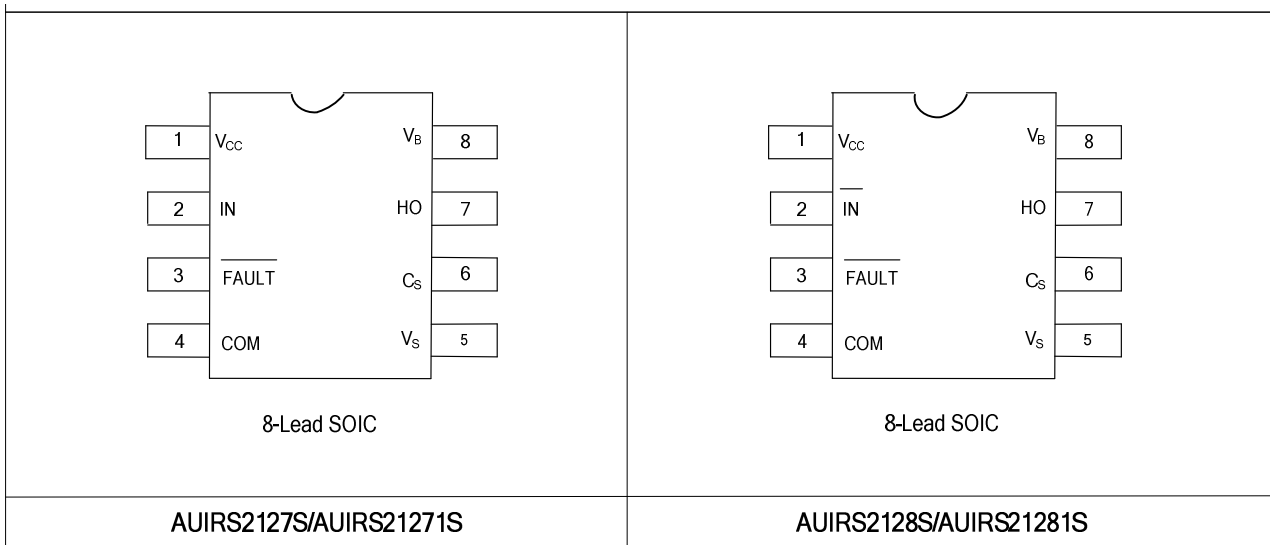 1 VCC VB 8
2 IN HO 7
3 FAULT CS 6
4 COM VS 5
8-Lead SOIC
AUIRS2127S/AUIRS21271S
1 VCC VB 8
2 I̅N̅ HO 7
3 F̅A̅U̅L̅T̅ CS 6
4 COM VS 5
8-Lead SOIC
AUIRS2128S/AUIRS21281S